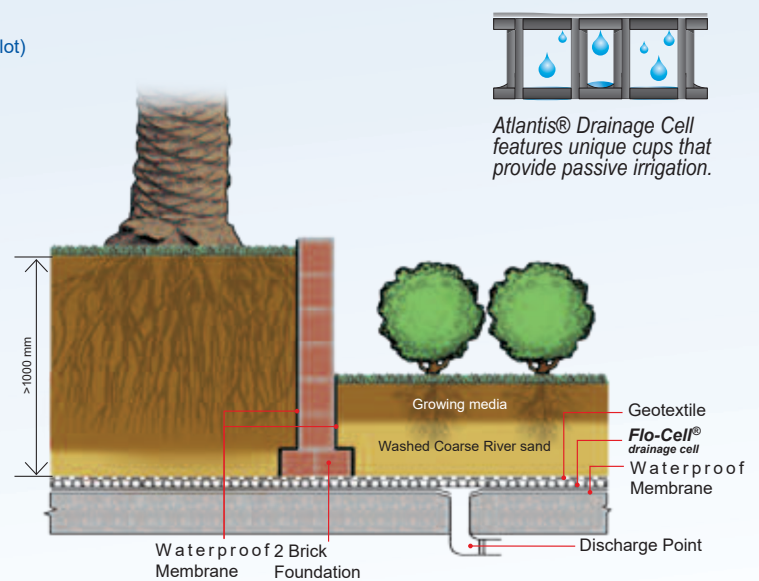 lot)
Atlantis® Drainage Cell
features unique cups that
provide passive irrigation.
>1000 mm
Growing media
Washed Coarse River sand
Geotextile
Flo-Cell®
drainage cell
Waterproof
Membrane
Discharge Point
Waterproof
Membrane
2 Brick
Foundation